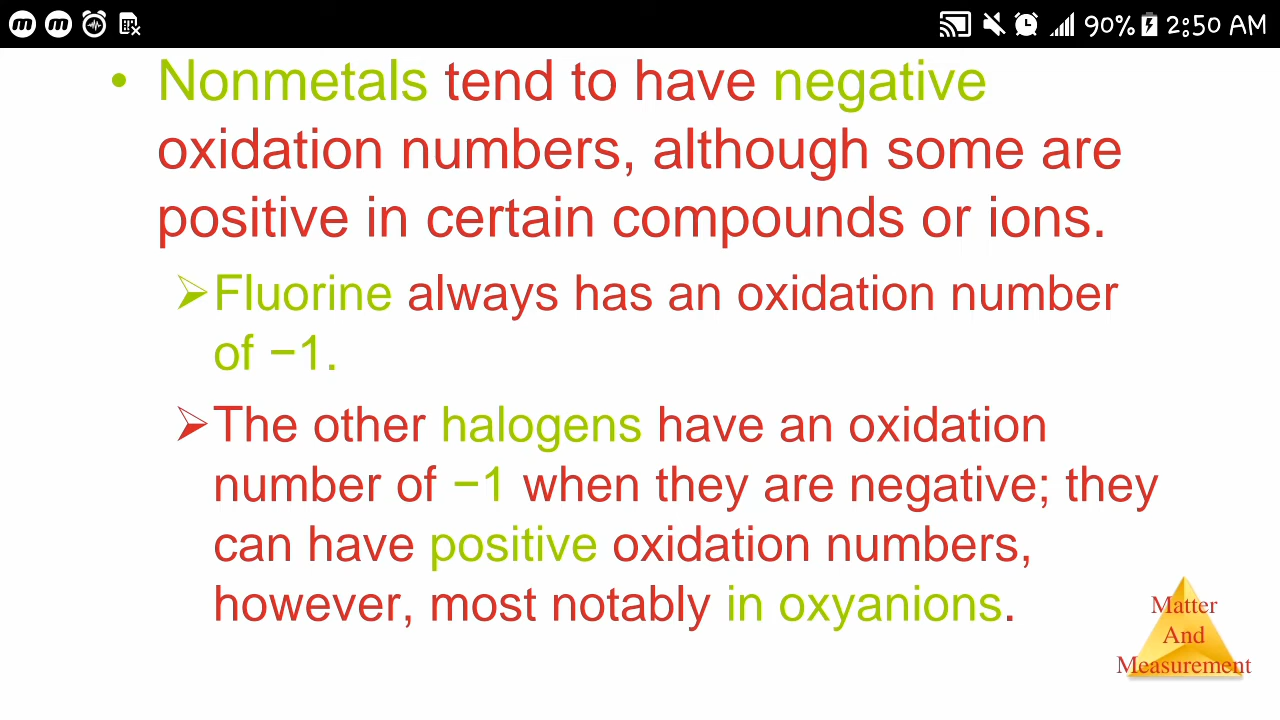 90% 2:50 AM
• Nonmetals tend to have negative
oxidation numbers, although some are
positive in certain compounds or ions.
➢Fluorine always has an oxidation number
of −1.
➢The other halogens have an oxidation
number of −1 when they are negative; they
can have positive oxidation numbers,
however, most notably in oxyanions.
Matter
And
Measurement